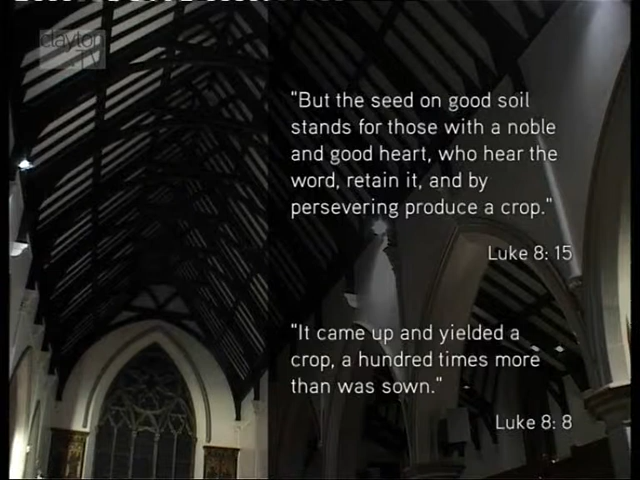 clayton
TV
"But the seed on good soil
stands for those with a noble
and good heart, who hear the
word, retain it, and by
persevering produce a crop."
Luke 8: 15
"It came up and yielded a
crop, a hundred times more
than was sown."
Luke 8: 8